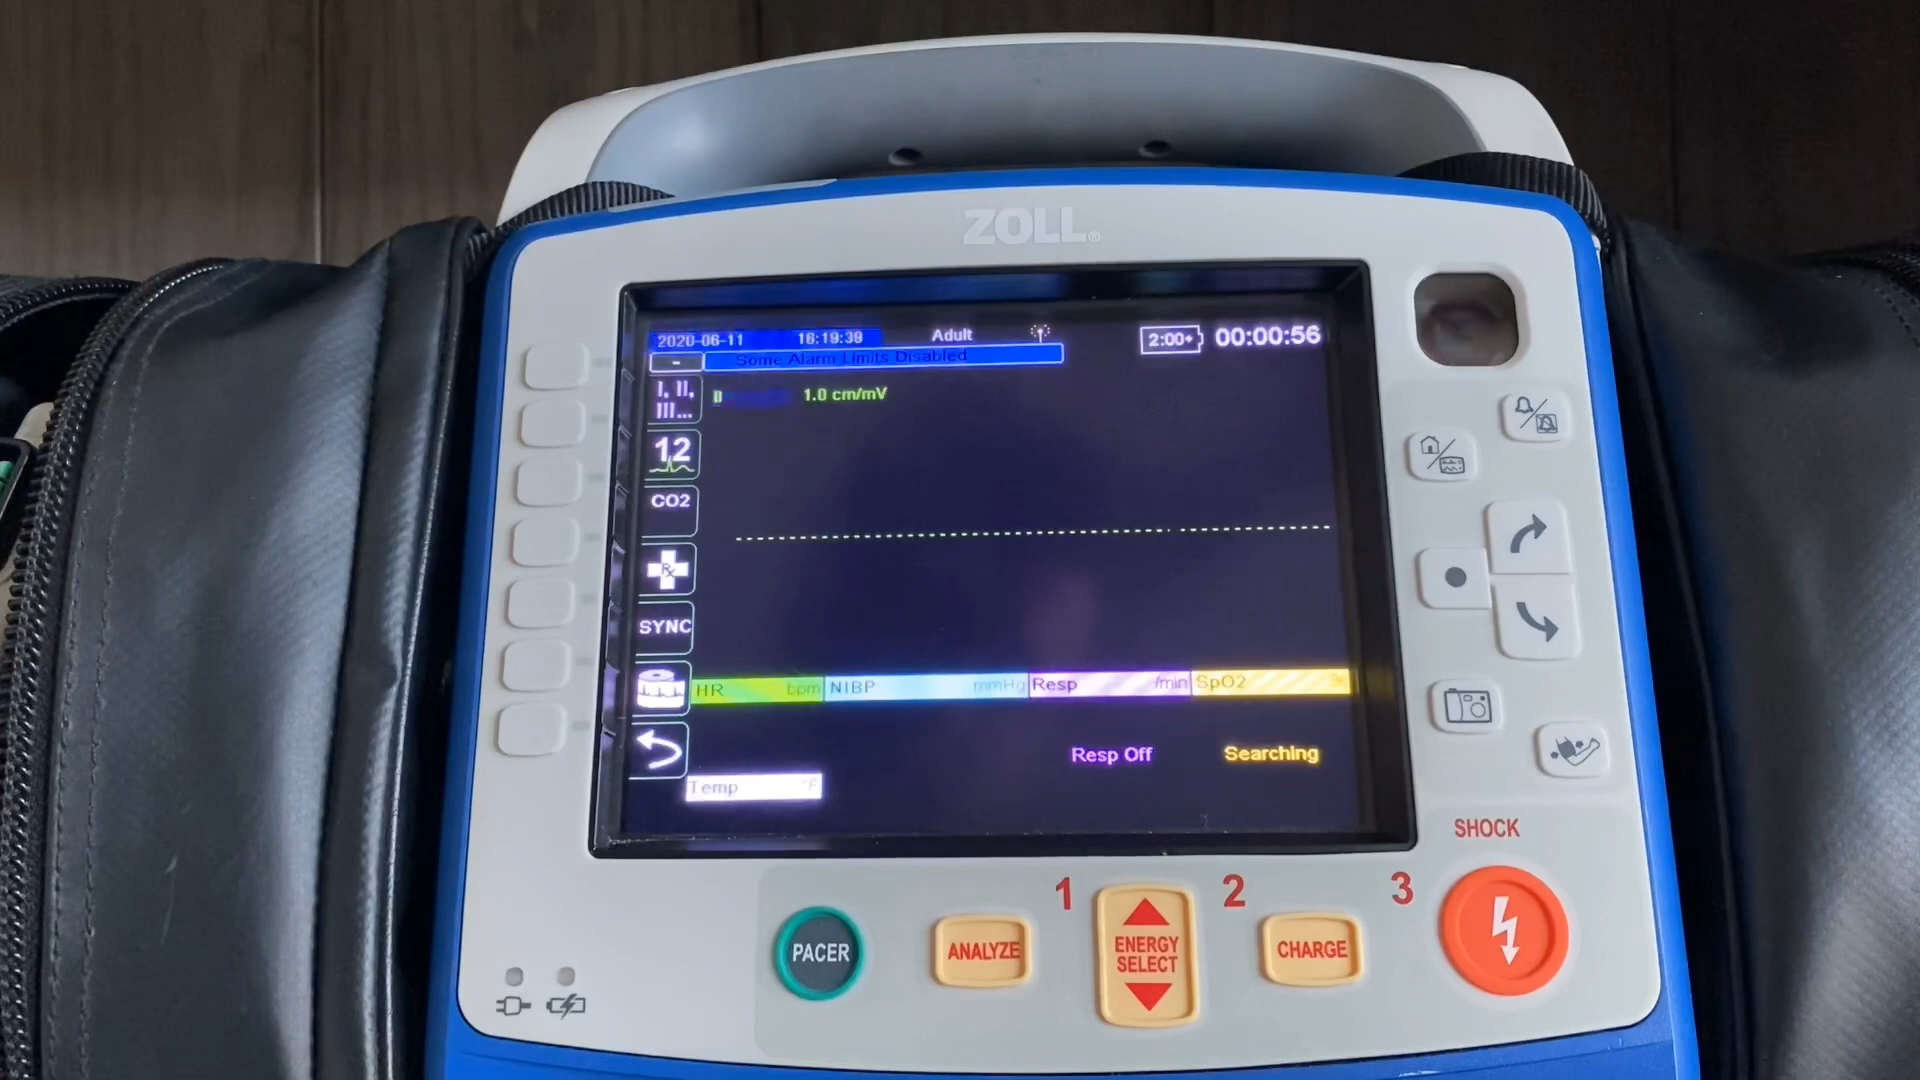 ZOLL®
2020-06-11 16:19:39 Adult 2:00+ 00:00:56
- Some Alarm Limits Disabled
I, II, III... 1.0 cm/mV
12
CO2
Rx
SYNC
HR bpm NIBP mmHg Resp /min SpO2 %
Resp Off Searching
Temp °F
SHOCK
1 2 3
PACER ANALYZE ENERGY SELECT CHARGE